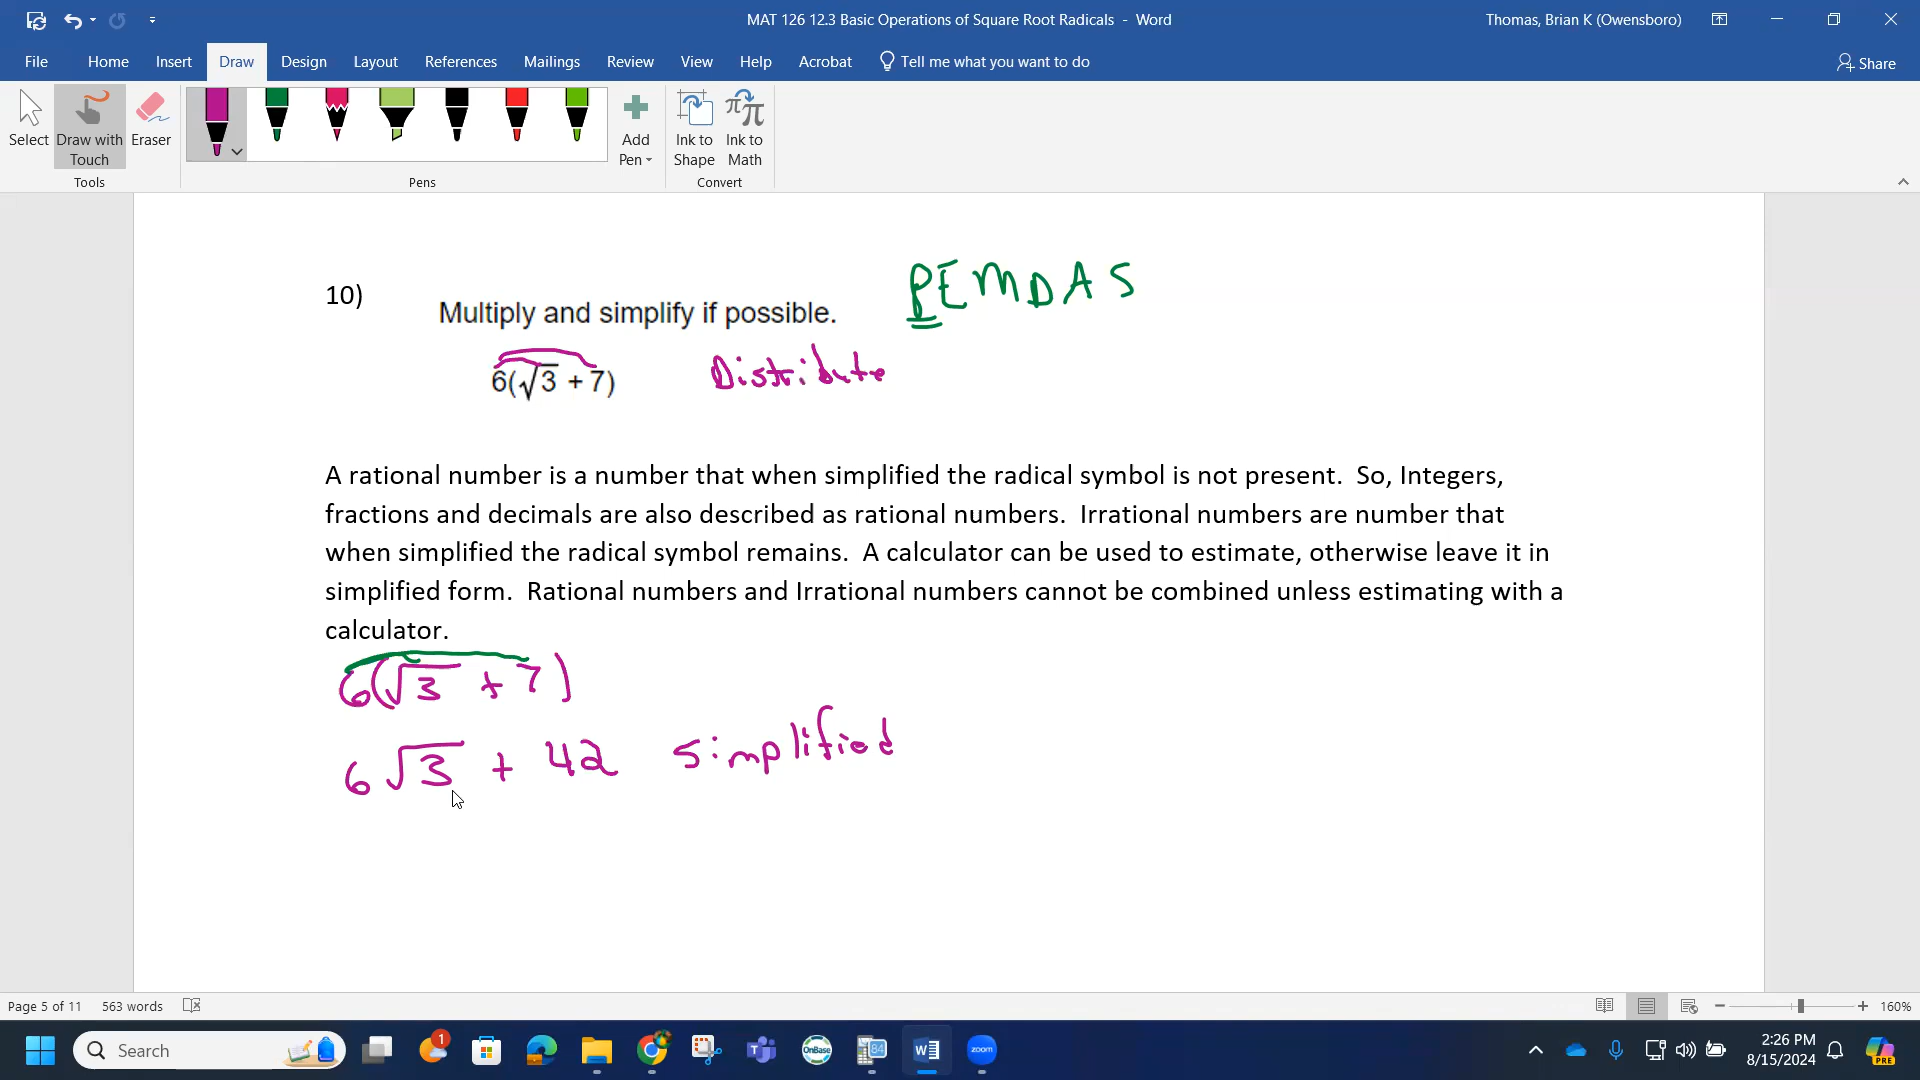 MAT 126 12.3 Basic Operations of Square Root Radicals - Word
Thomas, Brian K (Owensboro)
File Home Insert Draw Design Layout References Mailings Review View Help Acrobat Tell me what you want to do
Share
Select
Draw with Touch
Eraser
Add Pen
Ink to Shape
Ink to Math
Tools
Pens
Convert
PEMDAS
10)
Multiply and simplify if possible.
6(√3 + 7)
Distribute
A rational number is a number that when simplified the radical symbol is not present. So, Integers,
fractions and decimals are also described as rational numbers. Irrational numbers are number that
when simplified the radical symbol remains. A calculator can be used to estimate, otherwise leave it in
simplified form. Rational numbers and Irrational numbers cannot be combined unless estimating with a
calculator.
6(√3 + 7)
6√3 + 42 simplified
Page 5 of 11 563 words
160%
Search
1
OnBase
84
zoom
2:26 PM
8/15/2024
PRE